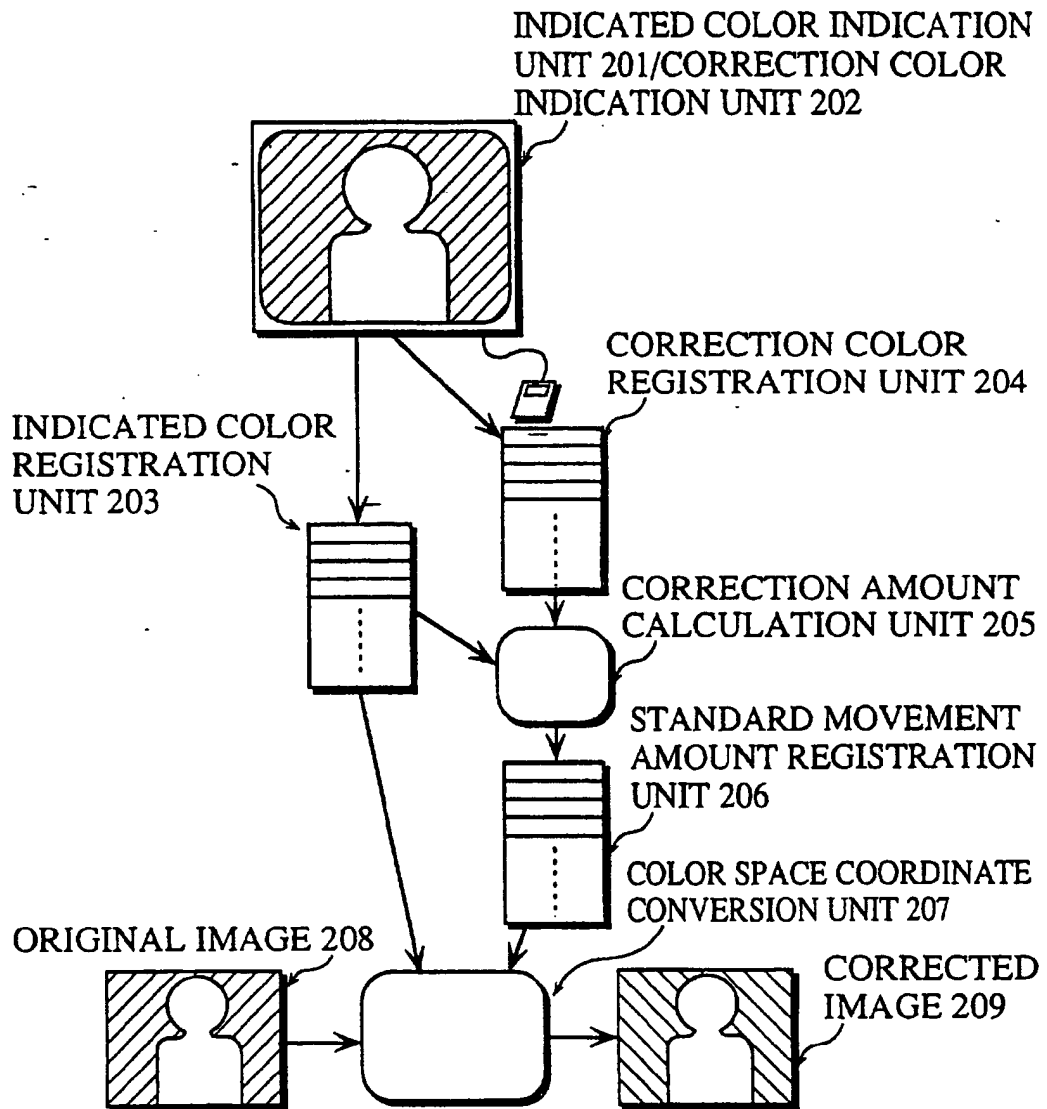 INDICATED COLOR INDICATION
UNIT 201/CORRECTION COLOR
INDICATION UNIT 202
CORRECTION COLOR
REGISTRATION UNIT 204
INDICATED COLOR
REGISTRATION
UNIT 203
CORRECTION AMOUNT
CALCULATION UNIT 205
STANDARD MOVEMENT
AMOUNT REGISTRATION
UNIT 206
COLOR SPACE COORDINATE
CONVERSION UNIT 207
ORIGINAL IMAGE 208
CORRECTED
IMAGE 209